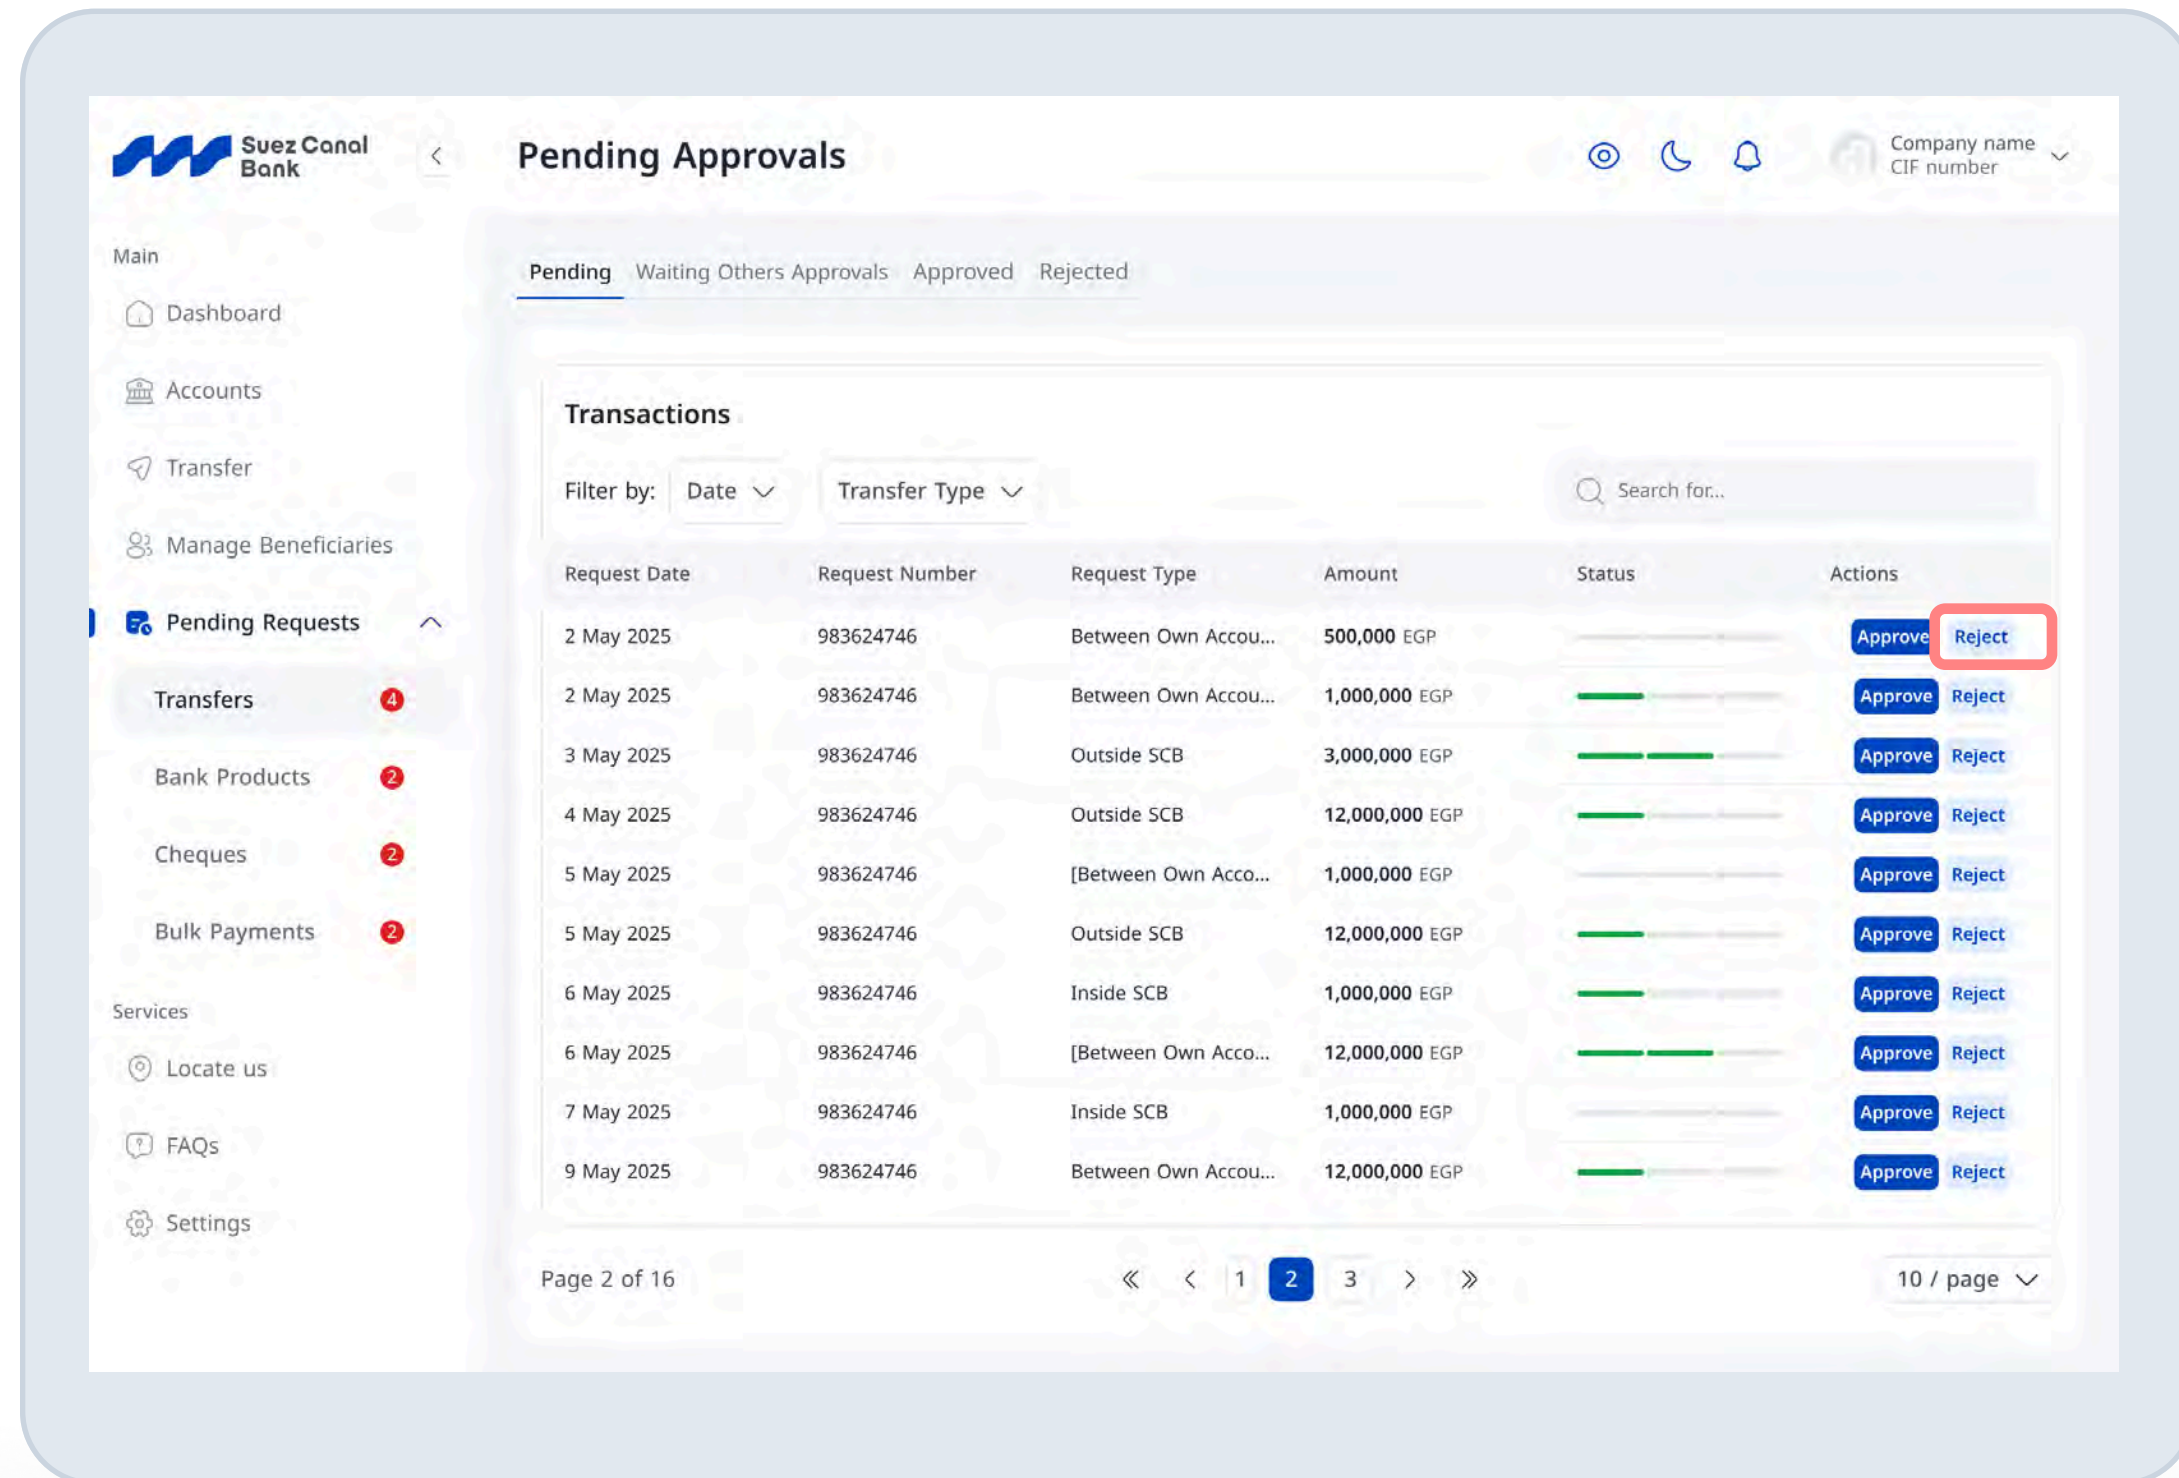 Suez Canal
Bank
Pending Approvals
Company name
CIF number
Main
Dashboard
Accounts
Transfer
Manage Beneficiaries
Pending Requests
Transfers 4
Bank Products 2
Cheques 2
Bulk Payments 2
Services
Locate us
FAQs
Settings
Pending Waiting Others Approvals Approved Rejected
Transactions
Filter by: Date Transfer Type Search for...
Request Date Request Number Request Type Amount Status Actions
2 May 2025 983624746 Between Own Accou... 500,000 EGP Approve Reject
2 May 2025 983624746 Between Own Accou... 1,000,000 EGP Approve Reject
3 May 2025 983624746 Outside SCB 3,000,000 EGP Approve Reject
4 May 2025 983624746 Outside SCB 12,000,000 EGP Approve Reject
5 May 2025 983624746 [Between Own Acco... 1,000,000 EGP Approve Reject
5 May 2025 983624746 Outside SCB 12,000,000 EGP Approve Reject
6 May 2025 983624746 Inside SCB 1,000,000 EGP Approve Reject
6 May 2025 983624746 [Between Own Acco... 12,000,000 EGP Approve Reject
7 May 2025 983624746 Inside SCB 1,000,000 EGP Approve Reject
9 May 2025 983624746 Between Own Accou... 12,000,000 EGP Approve Reject
Page 2 of 16 « < 1 2 3 > » 10 / page